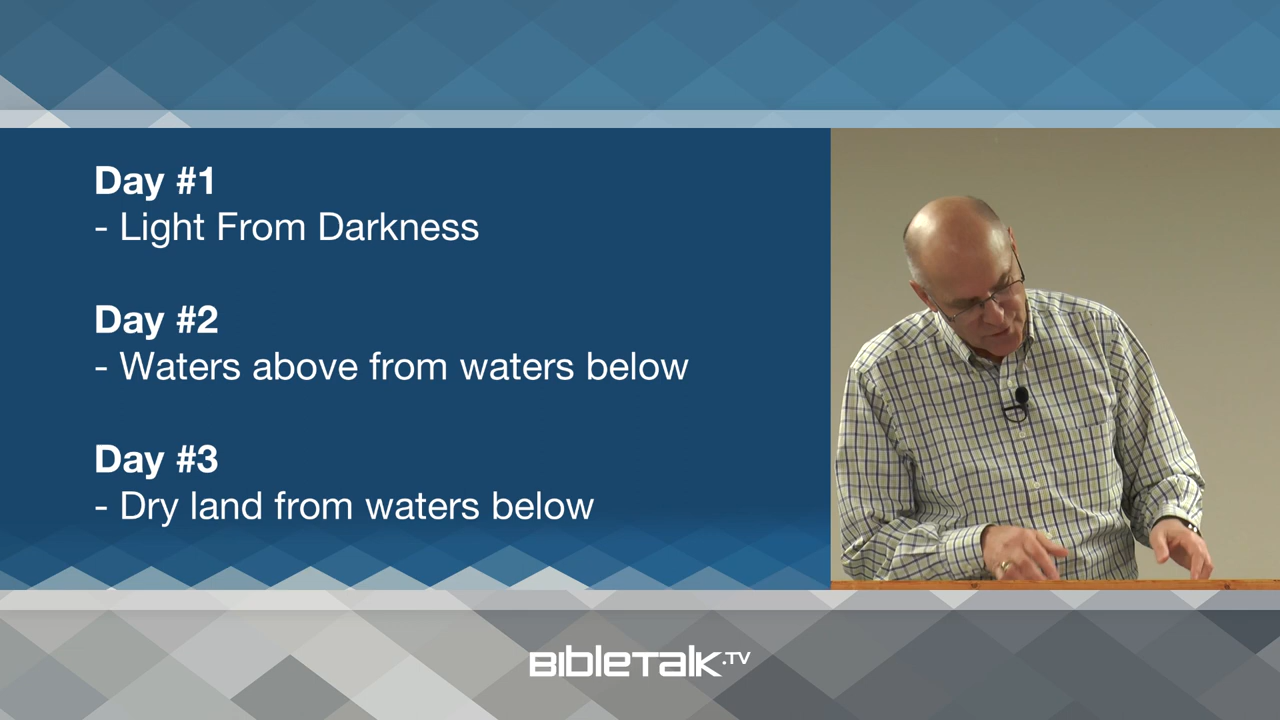 Day #1
- Light From Darkness
Day #2
- Waters above from waters below
Day #3
- Dry land from waters below
BIBLETALK.TV